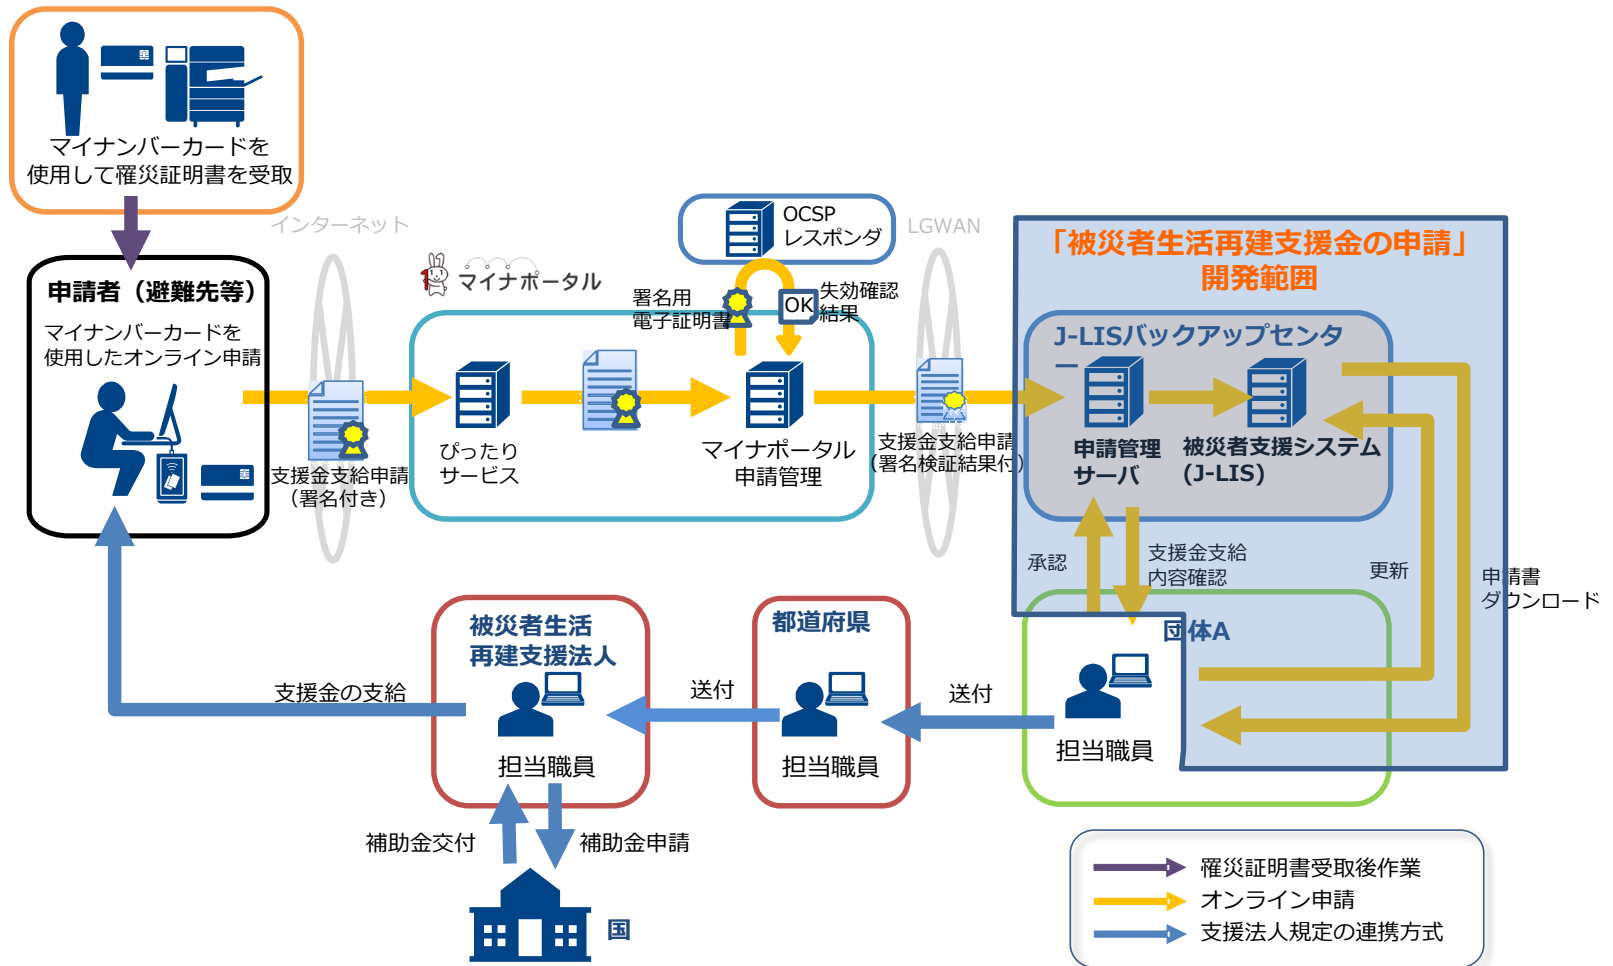 マイナンバーカードを
使用して罹災証明書を受取
インターネット
OCSP
レスポンダ
LGWAN
「被災者生活再建支援金の申請」
開発範囲
申請者（避難先等）
マイナンバーカードを
使用したオンライン申請
マイナポータル
署名用
電子証明書
OK
失効確認
結果
J-LISバックアップセンタ
ー
支援金支給申請
（署名付き）
ぴったり
サービス
マイナポータル
申請管理
支援金支給申請
（署名検証結果付）
申請管理
サーバ
被災者支援システム
(J-LIS)
承認
支援金支給
内容確認
更新
申請書
ダウンロード
被災者生活
再建支援法人
都道府県
団体A
支援金の支給
送付
送付
担当職員
担当職員
担当職員
補助金交付
補助金申請
国
罹災証明書受取後作業
オンライン申請
支援法人規定の連携方式